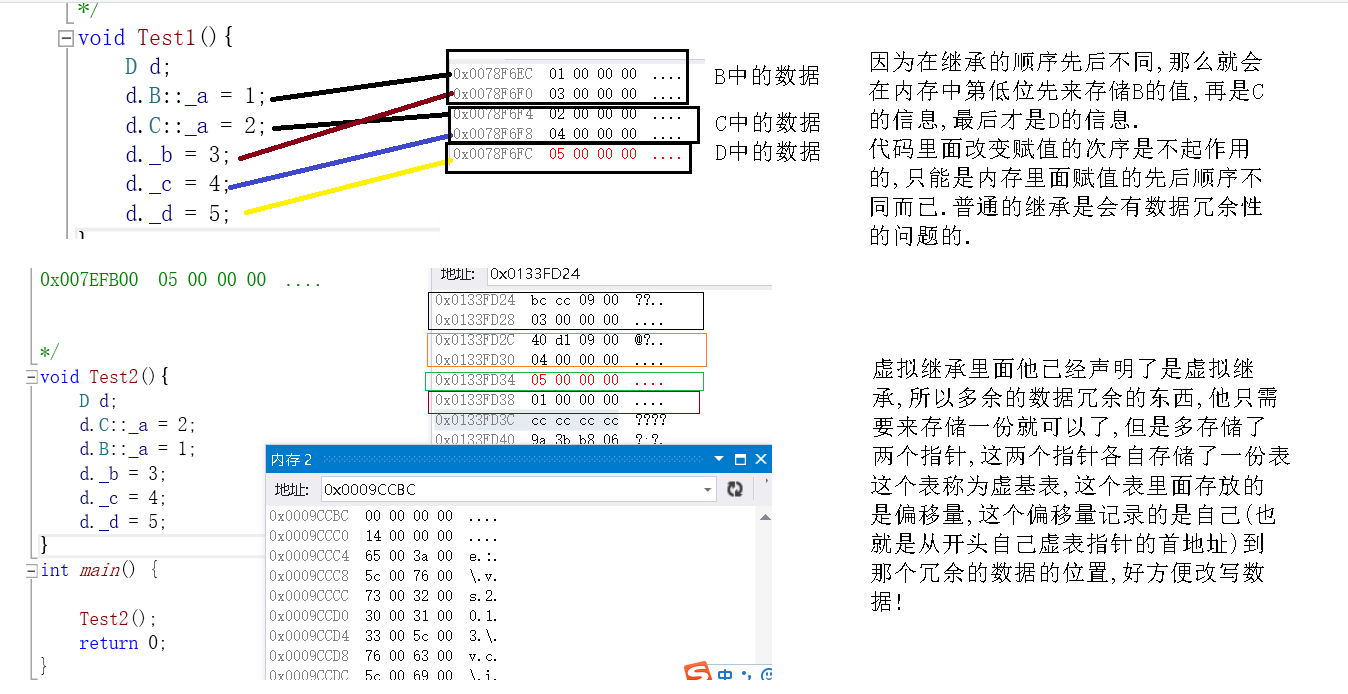 */
void Test1(){
D d;
d.B::_a = 1;
d.C::_a = 2;
d._b = 3;
d._c = 4;
d._d = 5;
0x0078F6EC 01 00 00 00 ....
0x0078F6F0 03 00 00 00 ....
0x0078F6F4 02 00 00 00 ....
0x0078F6F8 04 00 00 00 ....
0x0078F6FC 05 00 00 00 ....
B中的数据
C中的数据
D中的数据
因为在继承的顺序先后不同,那么就会
在内存中第低位先来存储B的值,再是C
的信息,最后才是D的信息.
代码里面改变赋值的次序是不起作用
的,只能是内存里面赋值的先后顺序不
同而已.普通的继承是会有数据冗余性
的问题的.
0x007EFB00 05 00 00 00 ....
*/
void Test2(){
D d;
d.C::_a = 2;
d.B::_a = 1;
d._b = 3;
d._c = 4;
d._d = 5;
}
int main() {
Test2();
return 0;
}
地址: 0x0133FD24
0x0133FD24 bc cc 09 00 ??..
0x0133FD28 03 00 00 00 ....
0x0133FD2C 40 d1 09 00 @?..
0x0133FD30 04 00 00 00 ....
0x0133FD34 05 00 00 00 ....
0x0133FD38 01 00 00 00 ....
0x0133FD3C cc cc cc cc ????
0x0133FD40 9a 3b b8 06 ?;?.
内存 2
地址: 0x0009CCBC
0x0009CCBC 00 00 00 00 ....
0x0009CCC0 14 00 00 00 ....
0x0009CCC4 65 00 3a 00 e.:.
0x0009CCC8 5c 00 76 00 \.v.
0x0009CCCC 73 00 32 00 s.2.
0x0009CCD0 30 00 31 00 0.1.
0x0009CCD4 33 00 5c 00 3.\.
0x0009CCD8 76 00 63 00 v.c.
0x0009CCDC 5c 00 69 00 \.i.
中
虚拟继承里面他已经声明了是虚拟继
承,所以多余的数据冗余的东西,他只需
要来存储一份就可以了,但是多存储了
两个指针,这两个指针各自存储了一份表
这个表称为虚基表,这个表里面存放的
是偏移量,这个偏移量记录的是自己(也
就是从开头自己虚表指针的首地址)到
那个冗余的数据的位置,好方便改写数
据!